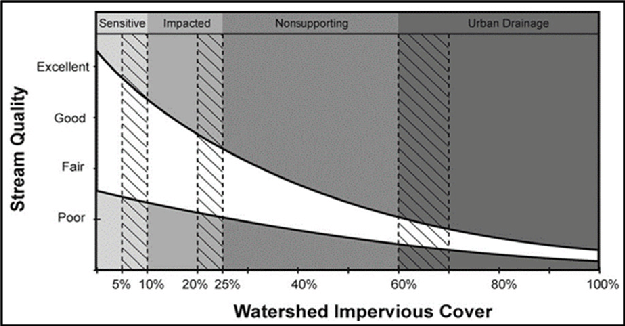 Sensitive Impacted Nonsupporting Urban Drainage
Excellent
Good
Fair
Poor
Stream Quality
5% 10% 20% 25% 40% 60% 80% 100%
Watershed Impervious Cover